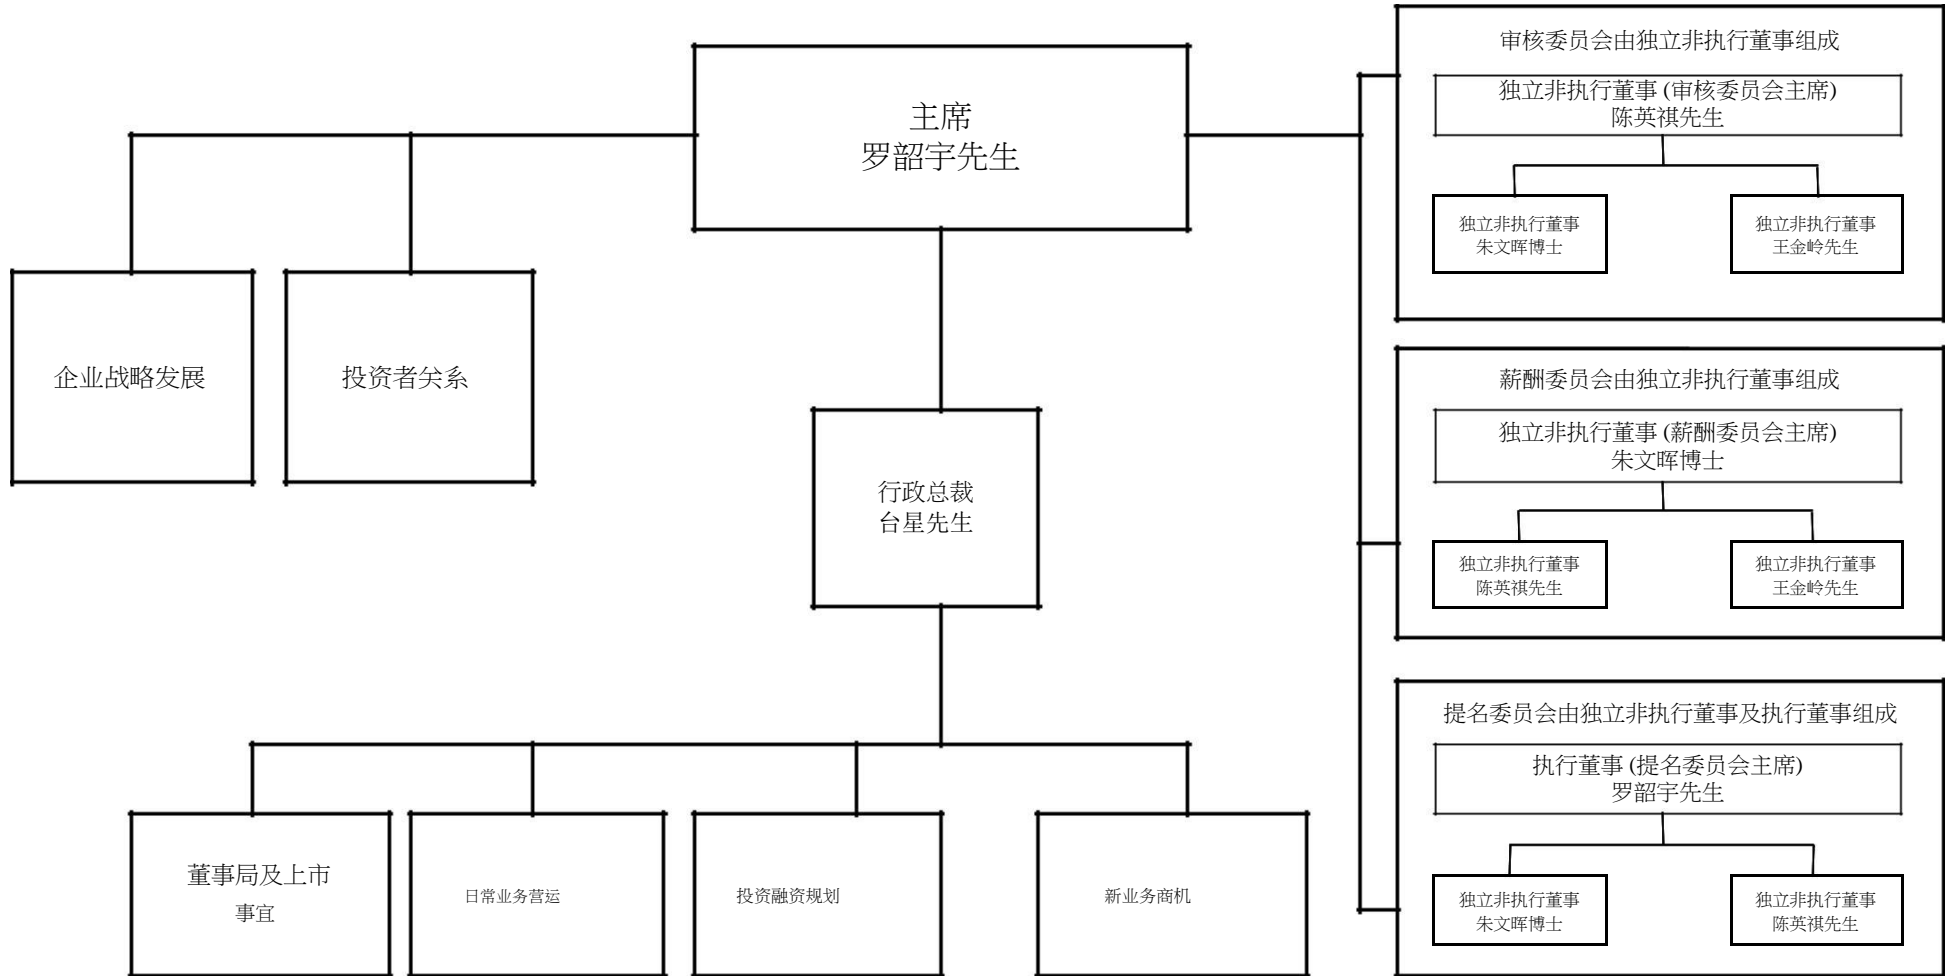 主席
罗韶宇先生
企业战略发展
投资者关系
行政总裁
台星先生
董事局及上市
事宜
日常业务营运
投资融资规划
新业务商机
审核委员会由独立非执行董事组成
独立非执行董事 (审核委员会主席)
陈英祺先生
独立非执行董事
朱文晖博士
独立非执行董事
王金岭先生
薪酬委员会由独立非执行董事组成
独立非执行董事 (薪酬委员会主席)
朱文晖博士
独立非执行董事
陈英祺先生
独立非执行董事
王金岭先生
提名委员会由独立非执行董事及执行董事组成
执行董事 (提名委员会主席)
罗韶宇先生
独立非执行董事
朱文晖博士
独立非执行董事
陈英祺先生